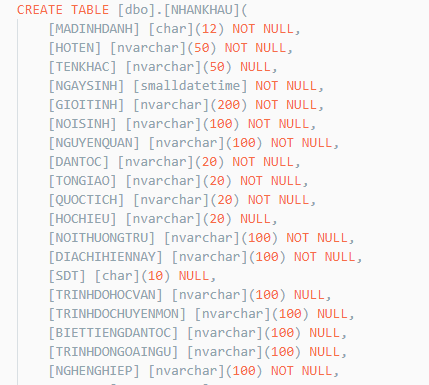 CREATE TABLE [dbo].[NHANKHAU](
[MADINHDANH] [char](12) NOT NULL,
[HOTEN] [nvarchar](50) NOT NULL,
[TENKHAC] [nvarchar](50) NULL,
[NGAYSINH] [smalldatetime] NOT NULL,
[GIOITINH] [nvarchar](200) NOT NULL,
[NOISINH] [nvarchar](100) NOT NULL,
[NGUYENQUAN] [nvarchar](100) NOT NULL,
[DANTOC] [nvarchar](20) NOT NULL,
[TONGIAO] [nvarchar](20) NOT NULL,
[QUOCTICH] [nvarchar](20) NOT NULL,
[HOCHIEU] [nvarchar](20) NULL,
[NOITHUONGTRU] [nvarchar](100) NOT NULL,
[DIACHIHIENNAY] [nvarchar](100) NOT NULL,
[SDT] [char](10) NULL,
[TRINHDOHOCVAN] [nvarchar](100) NULL,
[TRINHDOCHUYENMON] [nvarchar](100) NULL,
[BIETTIENGDANTOC] [nvarchar](100) NULL,
[TRINHDONGOAINGU] [nvarchar](100) NULL,
[NGHENGHIEP] [nvarchar](100) NOT NULL,